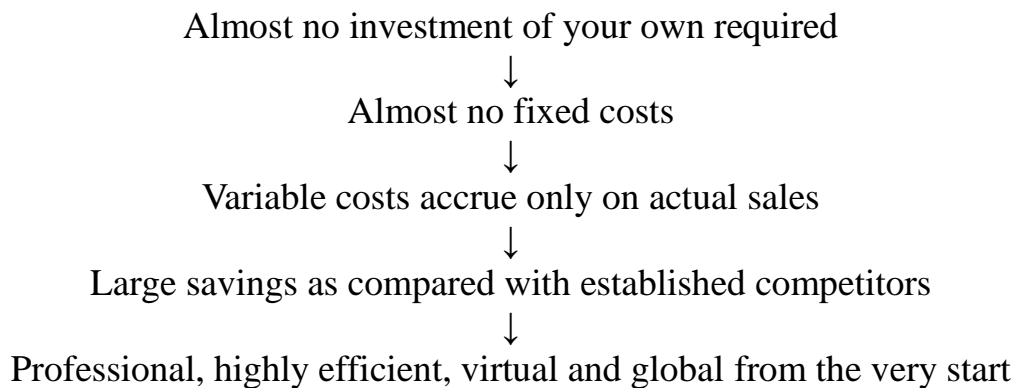 Almost no investment of your own required
↓
Almost no fixed costs
↓
Variable costs accrue only on actual sales
↓
Large savings as compared with established competitors
↓
Professional, highly efficient, virtual and global from the very start